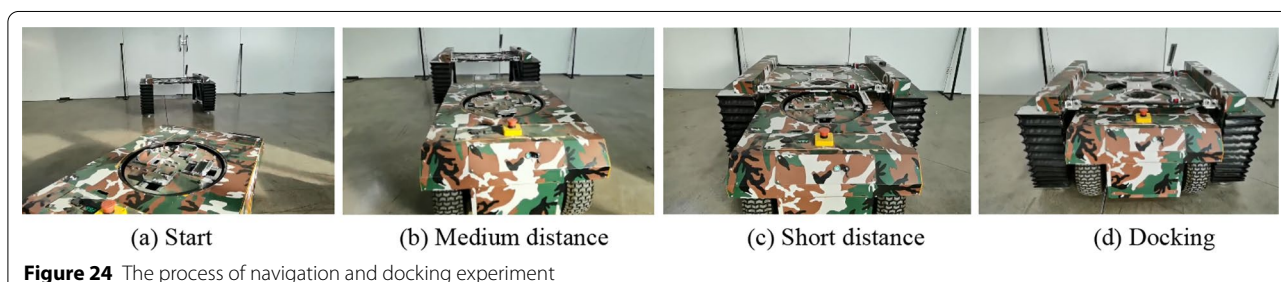 (a) Start
(b) Medium distance
(c) Short distance
(d) Docking
Figure 24 The process of navigation and docking experiment